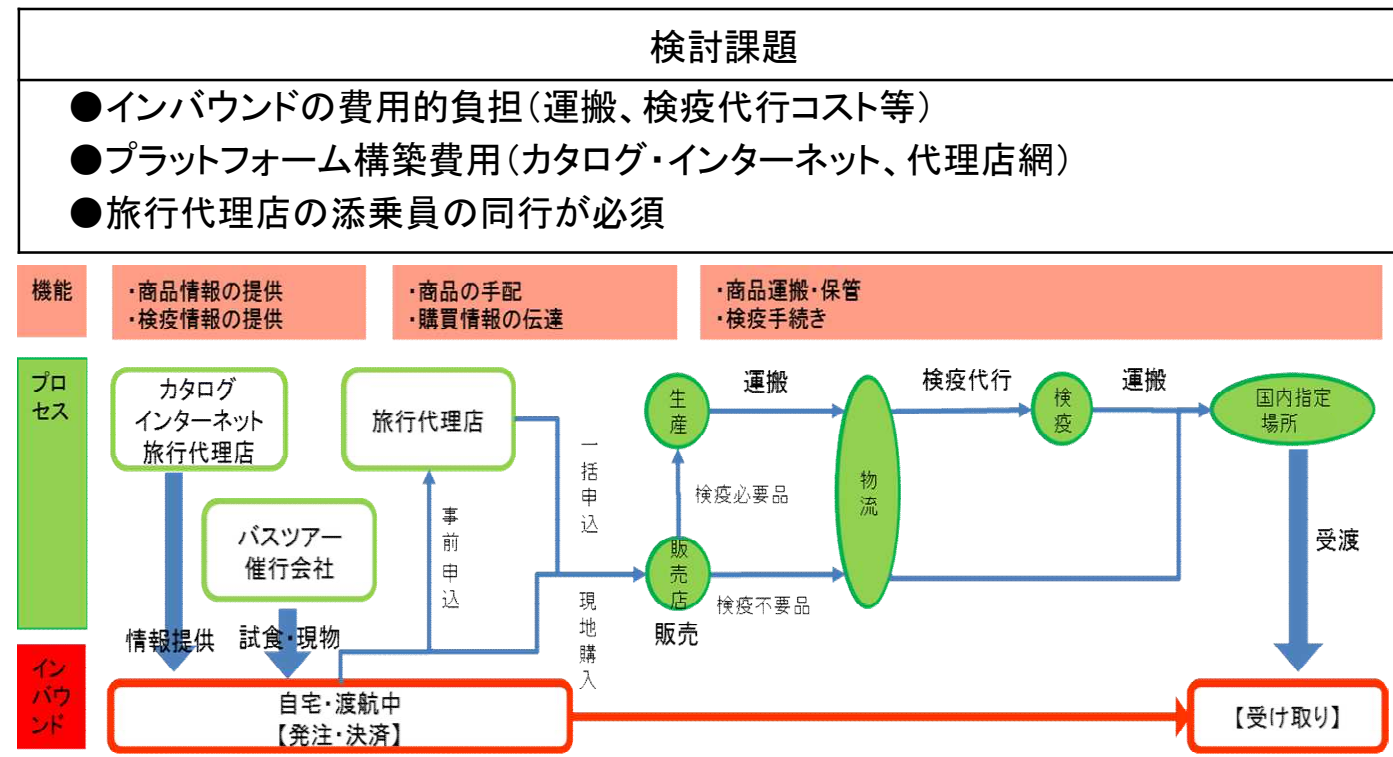 検討課題
●インバウンドの費用的負担(運搬、検疫代行コスト等)
●プラットフォーム構築費用(カタログ・インターネット、代理店網)
●旅行代理店の添乗員の同行が必須
機能
・商品情報の提供
・検疫情報の提供
・商品の手配
・購買情報の伝達
・商品運搬・保管
・検疫手続き
プロ
セス
カタログ
インターネット
旅行代理店
バスツアー
催行会社
旅行代理店
事前申込
一括申込
現地購入
生産
運搬
検疫必要品
販売店
販売
検疫不要品
物流
検疫代行
検疫
運搬
国内指定
場所
受渡
情報提供
試食・現物
イン
バウ
ンド
自宅・渡航中
【発注・決済】
【受け取り】